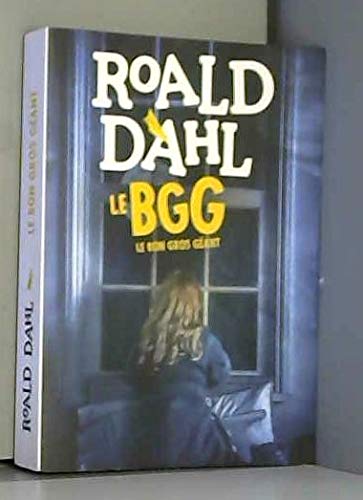 ROALD
DAHL
LE BGG
LE BON GROS GÉANT
ROALD DAHL
LE BON GROS GÉANT